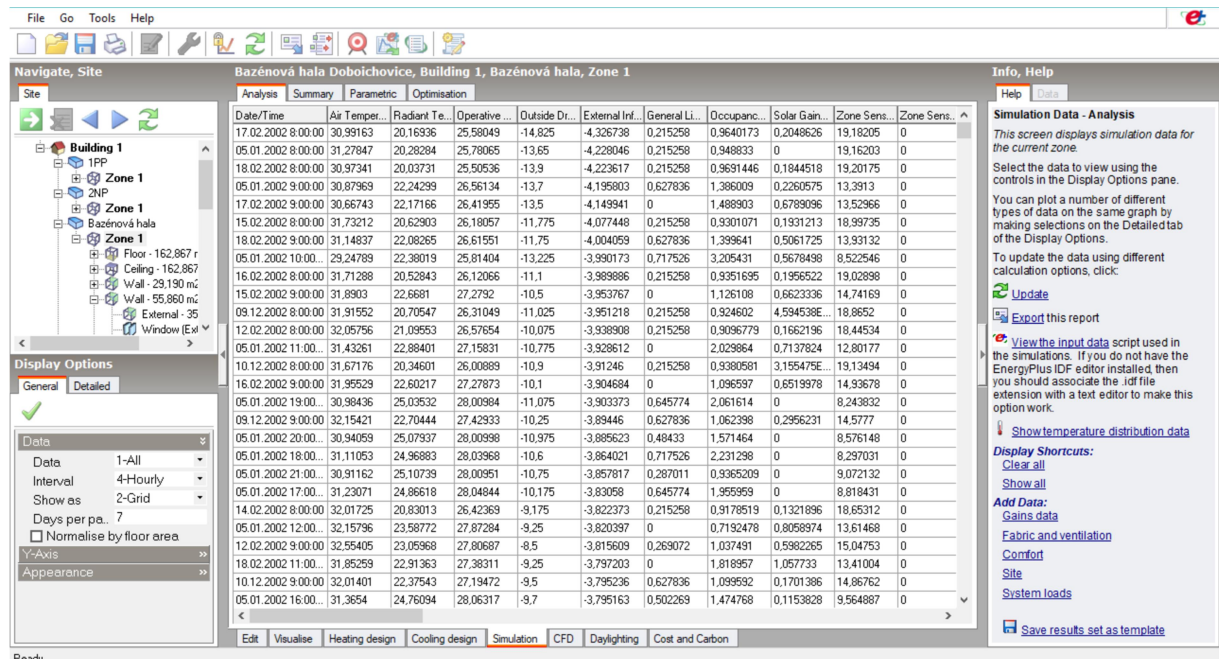 File Go Tools Help
Navigate, Site
Site
Building 1
1PP
Zone 1
2NP
Zone 1
Bazénová hala
Zone 1
Floor - 162,867 r
Ceiling - 162,867
Wall - 29,190 m2
Wall - 55,860 m2
External - 35
Window (Ext
Display Options
General Detailed
Data
Data 1-All
Interval 4-Hourly
Show as 2-Grid
Days per pa.. 7
Normalise by floor area
Y-Axis
Appearance
Bazénová hala Doboichovice, Building 1, Bazénová hala, Zone 1
Analysis Summary Parametric Optimisation
Date/Time Air Temper... Radiant Te... Operative ... Outside Dr... External Inf... General Li... Occupanc... Solar Gain... Zone Sens... Zone Sens...
17.02.2002 8:00:00 30,99163 20,16936 25,58049 -14,825 -4,326738 0,215258 0,9640173 0,2048626 19,18205 0
05.01.2002 8:00:00 31,27847 20,28284 25,78065 -13,65 -4,228046 0,215258 0,948833 0 19,16203 0
18.02.2002 8:00:00 30,97341 20,03731 25,50536 -13,9 -4,223617 0,215258 0,9691446 0,1844518 19,20175 0
05.01.2002 9:00:00 30,87969 22,24299 26,56134 -13,7 -4,195803 0,627836 1,386009 0,2260575 13,3913 0
17.02.2002 9:00:00 30,66743 22,17166 26,41955 -13,5 -4,149941 0 1,488903 0,6789096 13,52966 0
15.02.2002 8:00:00 31,73212 20,62903 26,18057 -11,775 -4,077448 0,215258 0,9301071 0,1931213 18,99735 0
18.02.2002 9:00:00 31,14837 22,08265 26,61551 -11,75 -4,004059 0,627836 1,399641 0,5061725 13,93132 0
05.01.2002 10:00... 29,24789 22,38019 25,81404 -13,225 -3,990173 0,717526 3,205431 0,5678498 8,522546 0
16.02.2002 8:00:00 31,71288 20,52843 26,12066 -11,1 -3,989886 0,215258 0,9351695 0,1956522 19,02898 0
15.02.2002 9:00:00 31,8903 22,6681 27,2792 -10,5 -3,953767 0 1,126108 0,6623336 14,74169 0
09.12.2002 8:00:00 31,91552 20,70547 26,31049 -11,025 -3,951218 0,215258 0,924602 4,594538E... 18,8652 0
12.02.2002 8:00:00 32,05756 21,09553 26,57654 -10,075 -3,938908 0,215258 0,9096779 0,1662196 18,44534 0
05.01.2002 11:00... 31,43261 22,88401 27,15831 -10,775 -3,928612 0 2,029864 0,7137824 12,80177 0
10.12.2002 8:00:00 31,67176 20,34601 26,00889 -10,9 -3,91246 0,215258 0,9380581 3,155475E... 19,13494 0
16.02.2002 9:00:00 31,95529 22,60217 27,27873 -10,1 -3,904684 0 1,096597 0,6519978 14,93678 0
05.01.2002 19:00... 30,98436 25,03532 28,00984 -11,075 -3,903373 0,645774 2,061614 0 8,243832 0
09.12.2002 9:00:00 32,15421 22,70444 27,42933 -10,25 -3,89446 0,627836 1,062398 0,2956231 14,5777 0
05.01.2002 20:00... 30,94059 25,07937 28,00998 -10,975 -3,885623 0,48433 1,571464 0 8,576148 0
05.01.2002 18:00... 31,11053 24,96883 28,03968 -10,6 -3,864021 0,717526 2,231298 0 8,297031 0
05.01.2002 21:00... 30,91162 25,10739 28,00951 -10,75 -3,857817 0,287011 0,9365209 0 9,072132 0
05.01.2002 17:00... 31,23071 24,86618 28,04844 -10,175 -3,83058 0,645774 1,955959 0 8,818431 0
14.02.2002 8:00:00 32,01725 20,83013 26,42369 -9,175 -3,822373 0,215258 0,9178519 0,1321896 18,65312 0
05.01.2002 12:00... 32,15796 23,58772 27,87284 -9,25 -3,820397 0 0,7192478 0,8058974 13,61468 0
12.02.2002 9:00:00 32,55405 23,05968 27,80687 -8,5 -3,815609 0,269072 1,037491 0,5982265 15,04753 0
18.02.2002 11:00... 31,85259 22,91363 27,38311 -9,25 -3,797203 0 1,818957 1,057733 13,41004 0
10.12.2002 9:00:00 32,01401 22,37543 27,19472 -9,5 -3,795236 0,627836 1,099592 0,1701386 14,86762 0
05.01.2002 16:00... 31,3654 24,76094 28,06317 -9,7 -3,795163 0,502269 1,474768 0,1153828 9,564887 0
Edit Visualise Heating design Cooling design Simulation CFD Daylighting Cost and Carbon
Info, Help
Help Data
Simulation Data - Analysis
This screen displays simulation data for
the current zone.
Select the data to view using the
controls in the Display Options pane.
You can plot a number of different
types of data on the same graph by
making selections on the Detailed tab
of the Display Options.
To update the data using different
calculation options, click:
Update
Export this report
View the input data script used in
the simulations. If you do not have the
EnergyPlus IDF editor installed, then
you should associate the .idf file
extension with a text editor to make this
option work.
Show temperature distribution data
Display Shortcuts:
Clear all
Show all
Add Data:
Gains data
Fabric and ventilation
Comfort
Site
System loads
Save results set as template
Ready